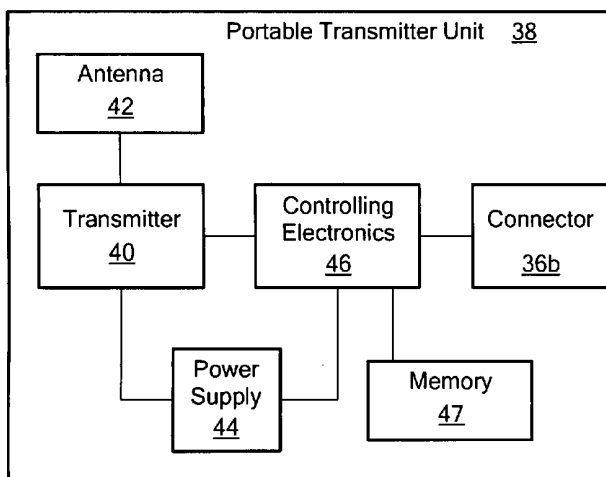 Portable Transmitter Unit 38
Antenna
42
Transmitter
40
Controlling
Electronics
46
Connector
36b
Power
Supply
44
Memory
47